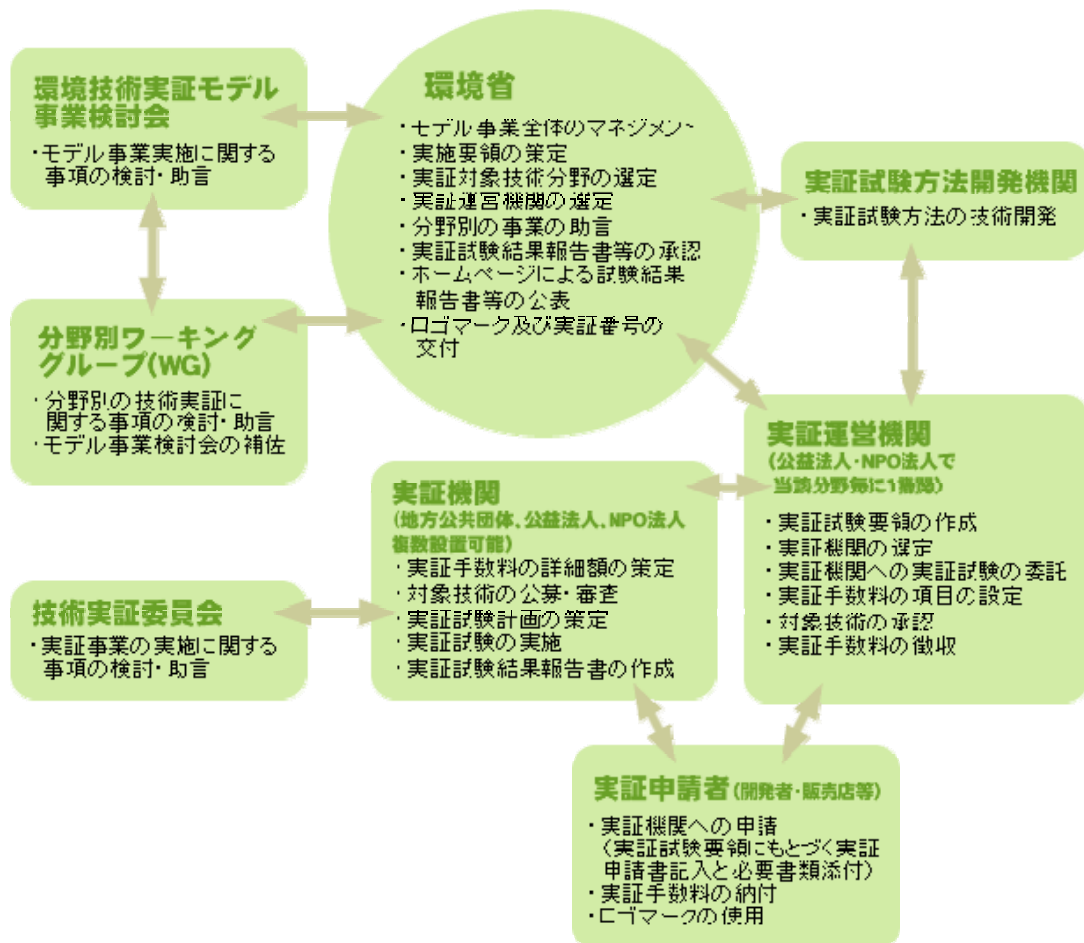 環境技術実証モデル
事業検討会
・モデル事業実施に関する
事項の検討・助言
環境省
・モデル事業全体のマネジメント
・実施要領の策定
・実証対象技術分野の選定
・実証運営機関の選定
・分野別の事業の助言
・実証試験結果報告書等の承認
・ホームページによる試験結果
報告書等の公表
・ロゴマーク及び実証番号の
交付
実証試験方法開発機関
・実証試験方法の技術開発
分野別ワーキング
グループ(WG)
・分野別の技術実証に
関する事項の検討・助言
・モデル事業検討会の補佐
実証運営機関
(公益法人・NPO法人で
当該分野毎に1機関)
・実証試験要領の作成
・実証機関の選定
・実証機関への実証試験の委託
・実証手数料の項目の設定
・対象技術の承認
・実証手数料の徴収
実証機関
(地方公共団体、公益法人、NPO法人
複数設置可能)
・実証手数料の詳細額の策定
・対象技術の公募・審査
・実証試験計画の策定
・実証試験の実施
・実証試験結果報告書の作成
技術実証委員会
・実証事業の実施に関する
事項の検討・助言
実証申請者(開発者・販売店等)
・実証機関への申請
(実証試験要領にもとづく実証
申請書記入と必要書類添付)
・実証手数料の納付
・ロゴマークの使用